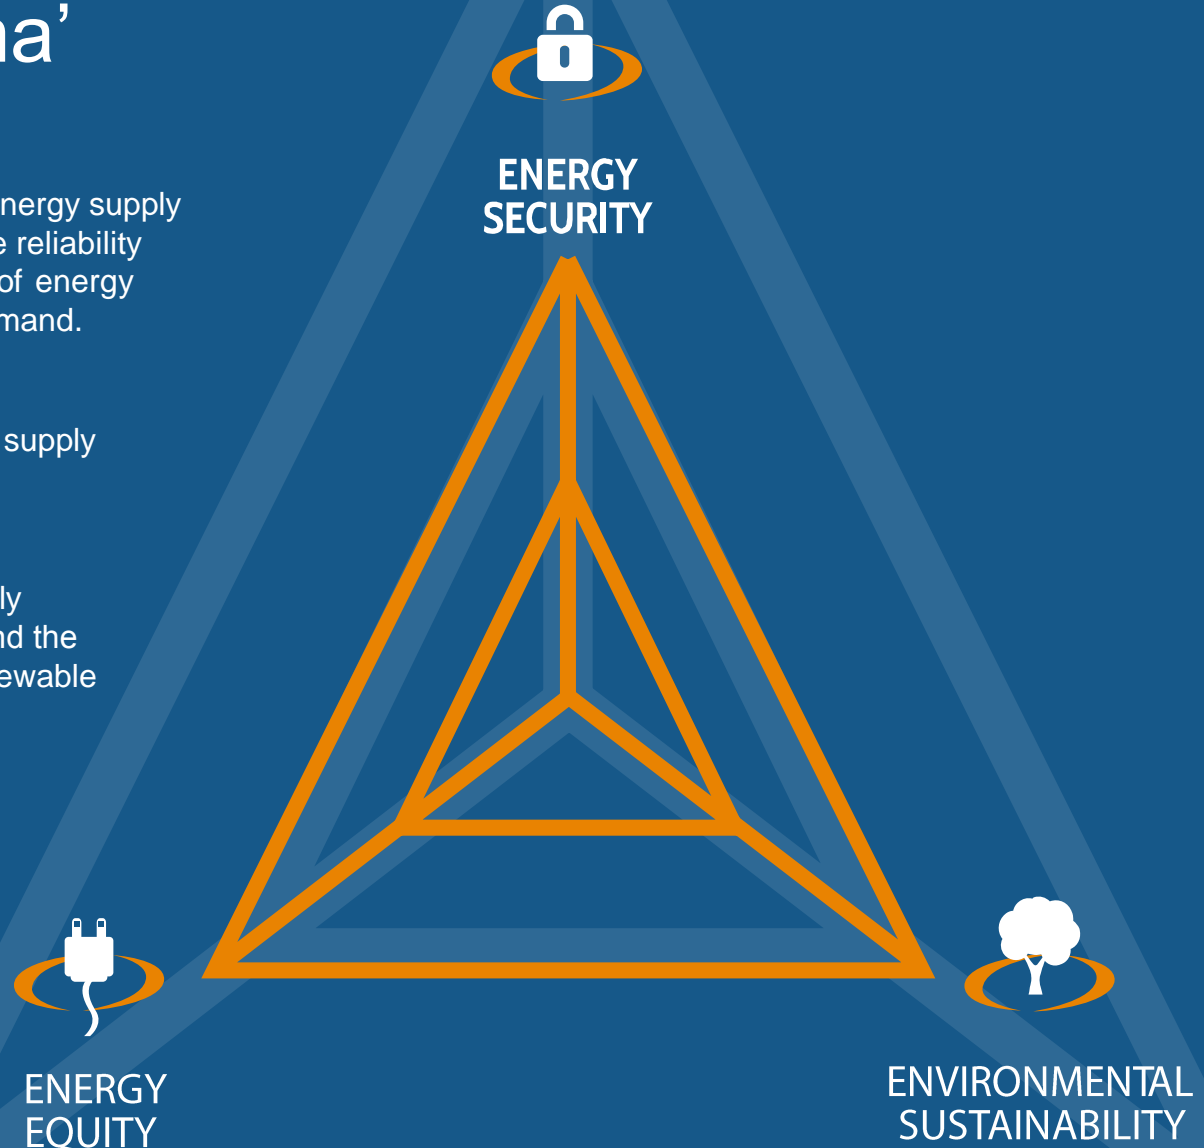 na’
nergy supply
e reliability
of energy
mand.
supply
ly
nd the
ewable
ENERGY
SECURITY
ENERGY
EQUITY
ENVIRONMENTAL
SUSTAINABILITY